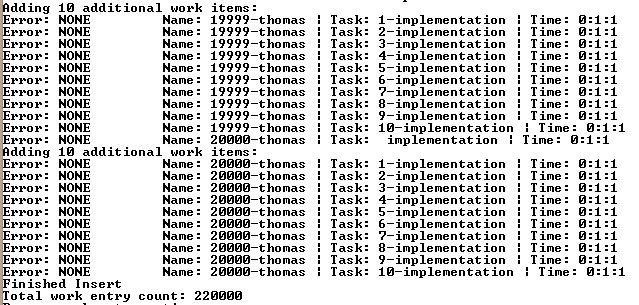 Adding 10 additional work items:
Error: NONE Name: 19999-thomas ¦ Task: 1-implementation ¦ Time: 0:1:1
Error: NONE Name: 19999-thomas ¦ Task: 2-implementation ¦ Time: 0:1:1
Error: NONE Name: 19999-thomas ¦ Task: 3-implementation ¦ Time: 0:1:1
Error: NONE Name: 19999-thomas ¦ Task: 4-implementation ¦ Time: 0:1:1
Error: NONE Name: 19999-thomas ¦ Task: 5-implementation ¦ Time: 0:1:1
Error: NONE Name: 19999-thomas ¦ Task: 6-implementation ¦ Time: 0:1:1
Error: NONE Name: 19999-thomas ¦ Task: 7-implementation ¦ Time: 0:1:1
Error: NONE Name: 19999-thomas ¦ Task: 8-implementation ¦ Time: 0:1:1
Error: NONE Name: 19999-thomas ¦ Task: 9-implementation ¦ Time: 0:1:1
Error: NONE Name: 19999-thomas ¦ Task: 10-implementation ¦ Time: 0:1:1
Error: NONE Name: 20000-thomas ¦ Task: implementation ¦ Time: 0:1:1
Adding 10 additional work items:
Error: NONE Name: 20000-thomas ¦ Task: 1-implementation ¦ Time: 0:1:1
Error: NONE Name: 20000-thomas ¦ Task: 2-implementation ¦ Time: 0:1:1
Error: NONE Name: 20000-thomas ¦ Task: 3-implementation ¦ Time: 0:1:1
Error: NONE Name: 20000-thomas ¦ Task: 4-implementation ¦ Time: 0:1:1
Error: NONE Name: 20000-thomas ¦ Task: 5-implementation ¦ Time: 0:1:1
Error: NONE Name: 20000-thomas ¦ Task: 6-implementation ¦ Time: 0:1:1
Error: NONE Name: 20000-thomas ¦ Task: 7-implementation ¦ Time: 0:1:1
Error: NONE Name: 20000-thomas ¦ Task: 8-implementation ¦ Time: 0:1:1
Error: NONE Name: 20000-thomas ¦ Task: 9-implementation ¦ Time: 0:1:1
Error: NONE Name: 20000-thomas ¦ Task: 10-implementation ¦ Time: 0:1:1
Finished Insert
Total work entry count: 220000